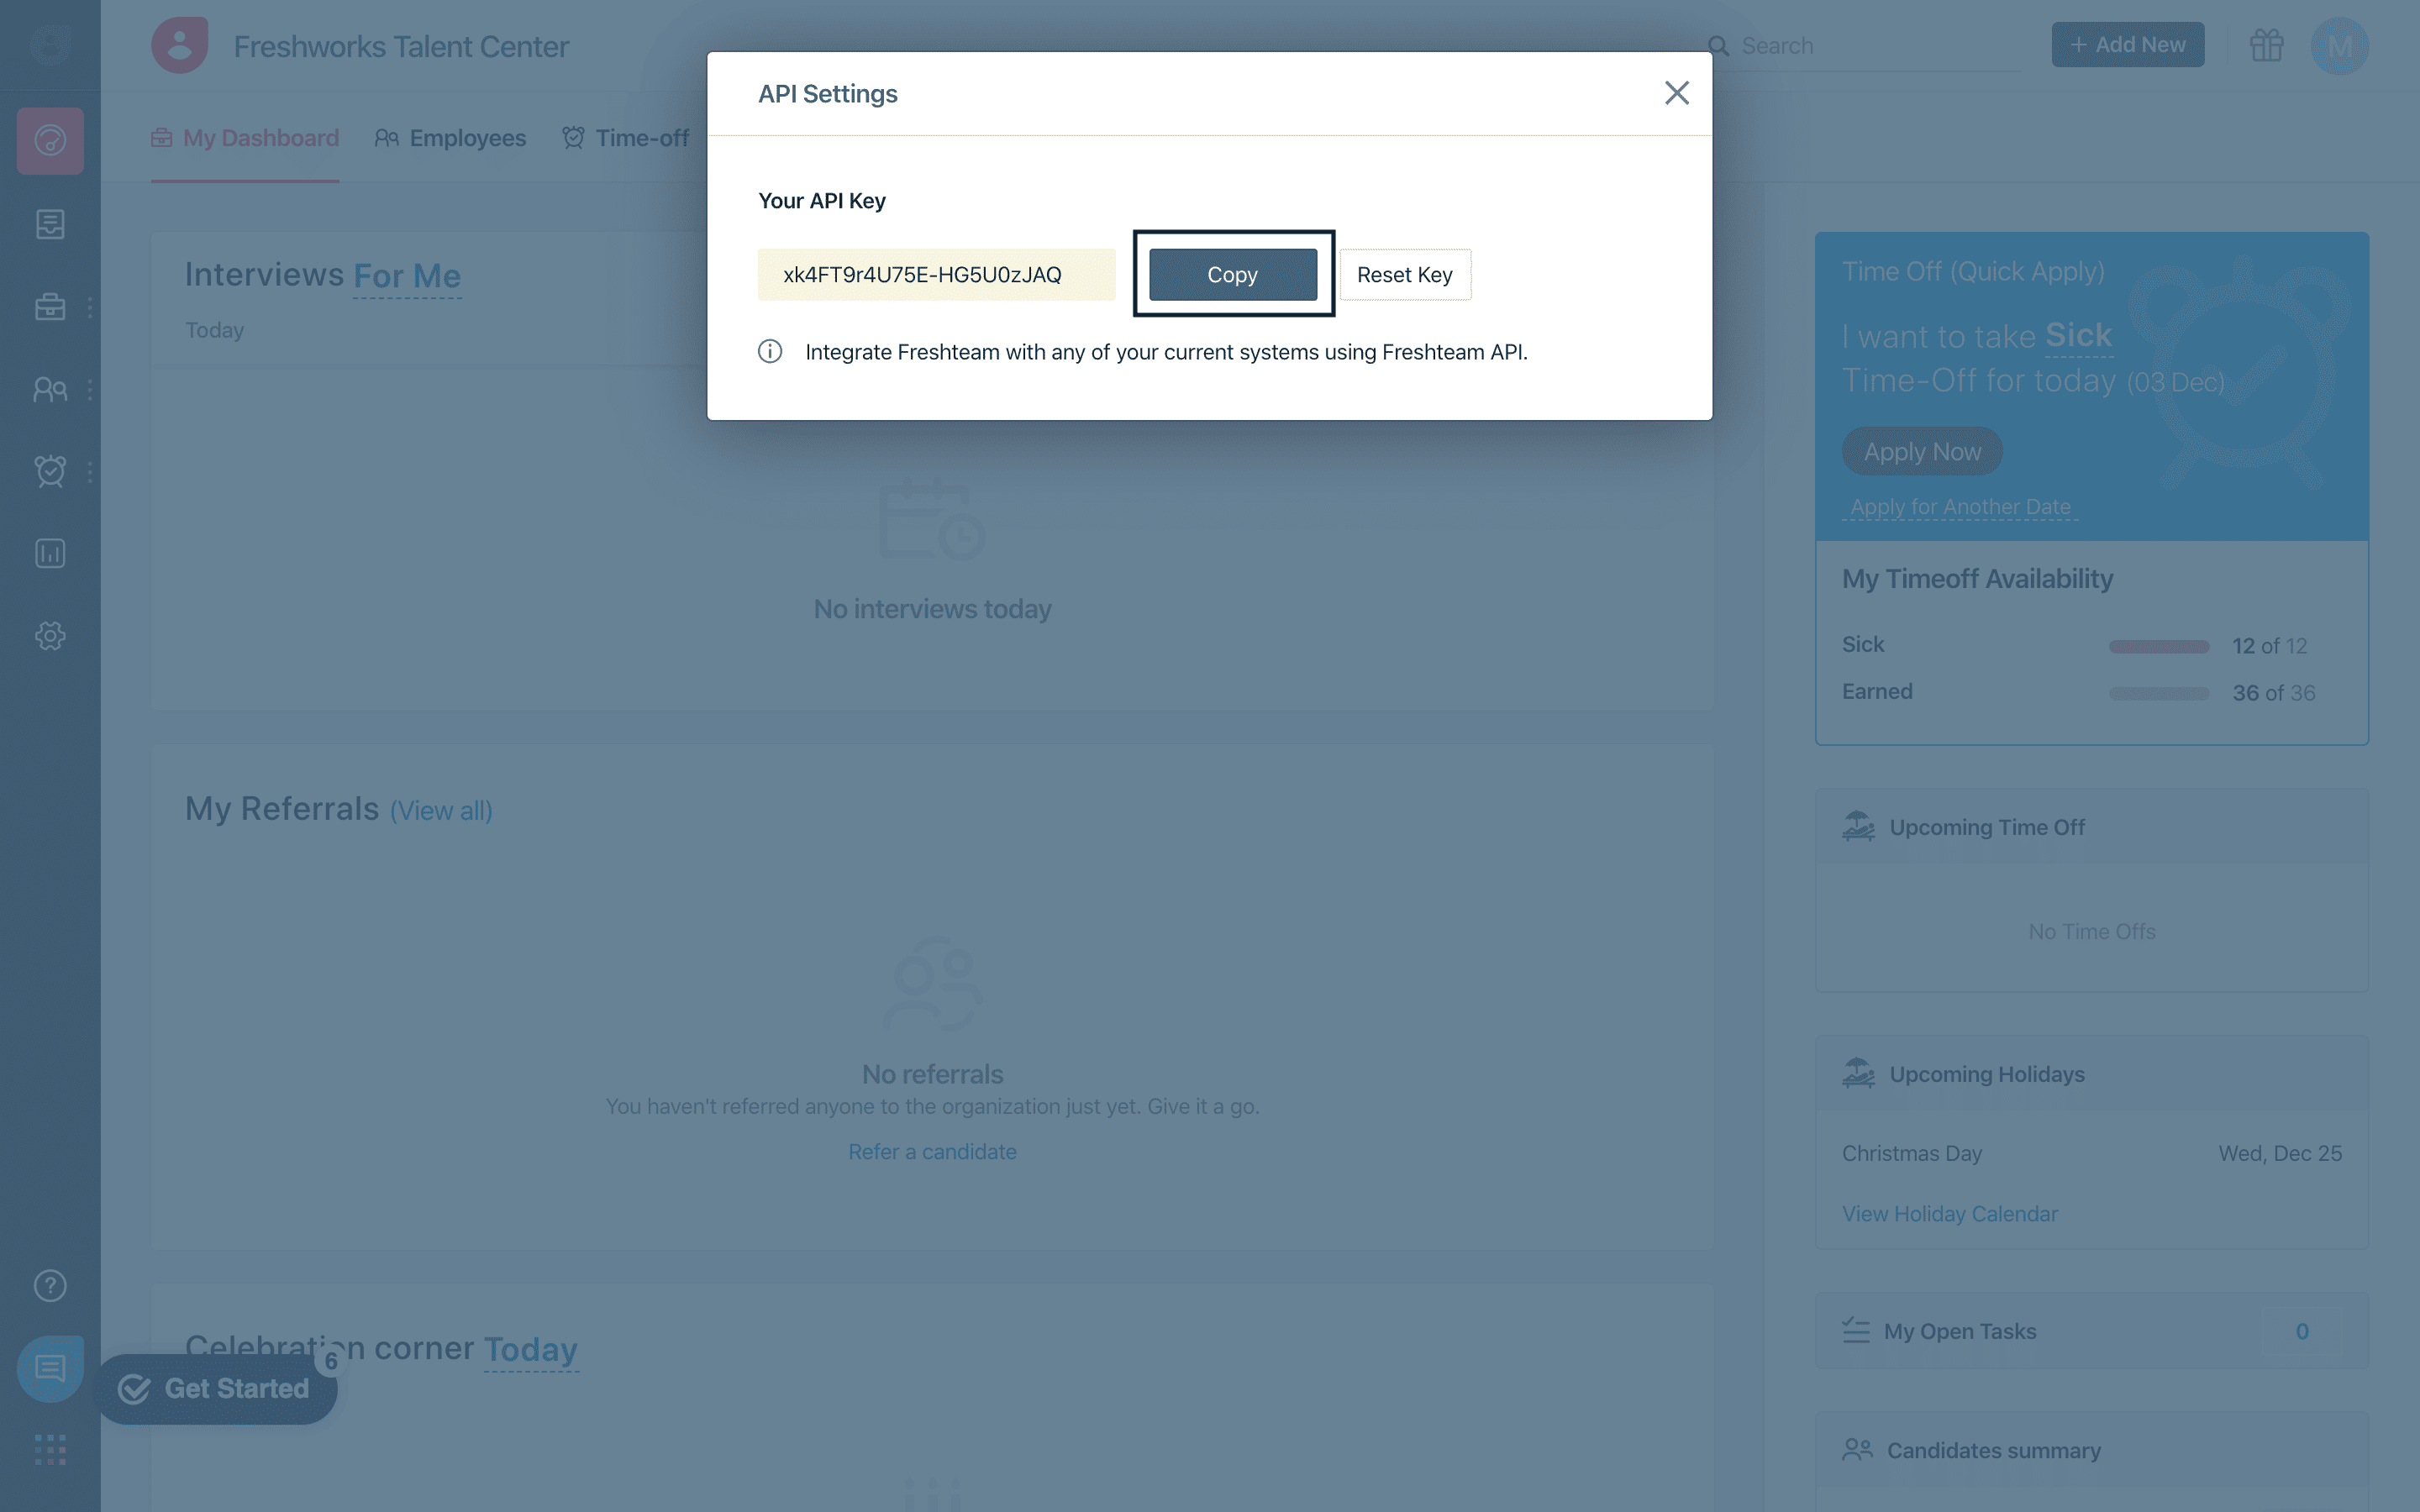 Freshworks Talent Center
Search
+ Add New
M
My Dashboard
Employees
Time-off
API Settings
Your API Key
xk4FT9r4U75E-HG5U0zJAQ
Copy
Reset Key
Integrate Freshteam with any of your current systems using Freshteam API.
Interviews For Me
Today
No interviews today
My Referrals (View all)
No referrals
You haven't referred anyone to the organization just yet. Give it a go.
Refer a candidate
Celebration corner Today
6
Get Started
Time Off (Quick Apply)
I want to take Sick
Time-Off for today (03 Dec)
Apply Now
Apply for Another Date
My Timeoff Availability
Sick 12 of 12
Earned 36 of 36
Upcoming Time Off
No Time Offs
Upcoming Holidays
Christmas Day Wed, Dec 25
View Holiday Calendar
My Open Tasks 0
Candidates summary